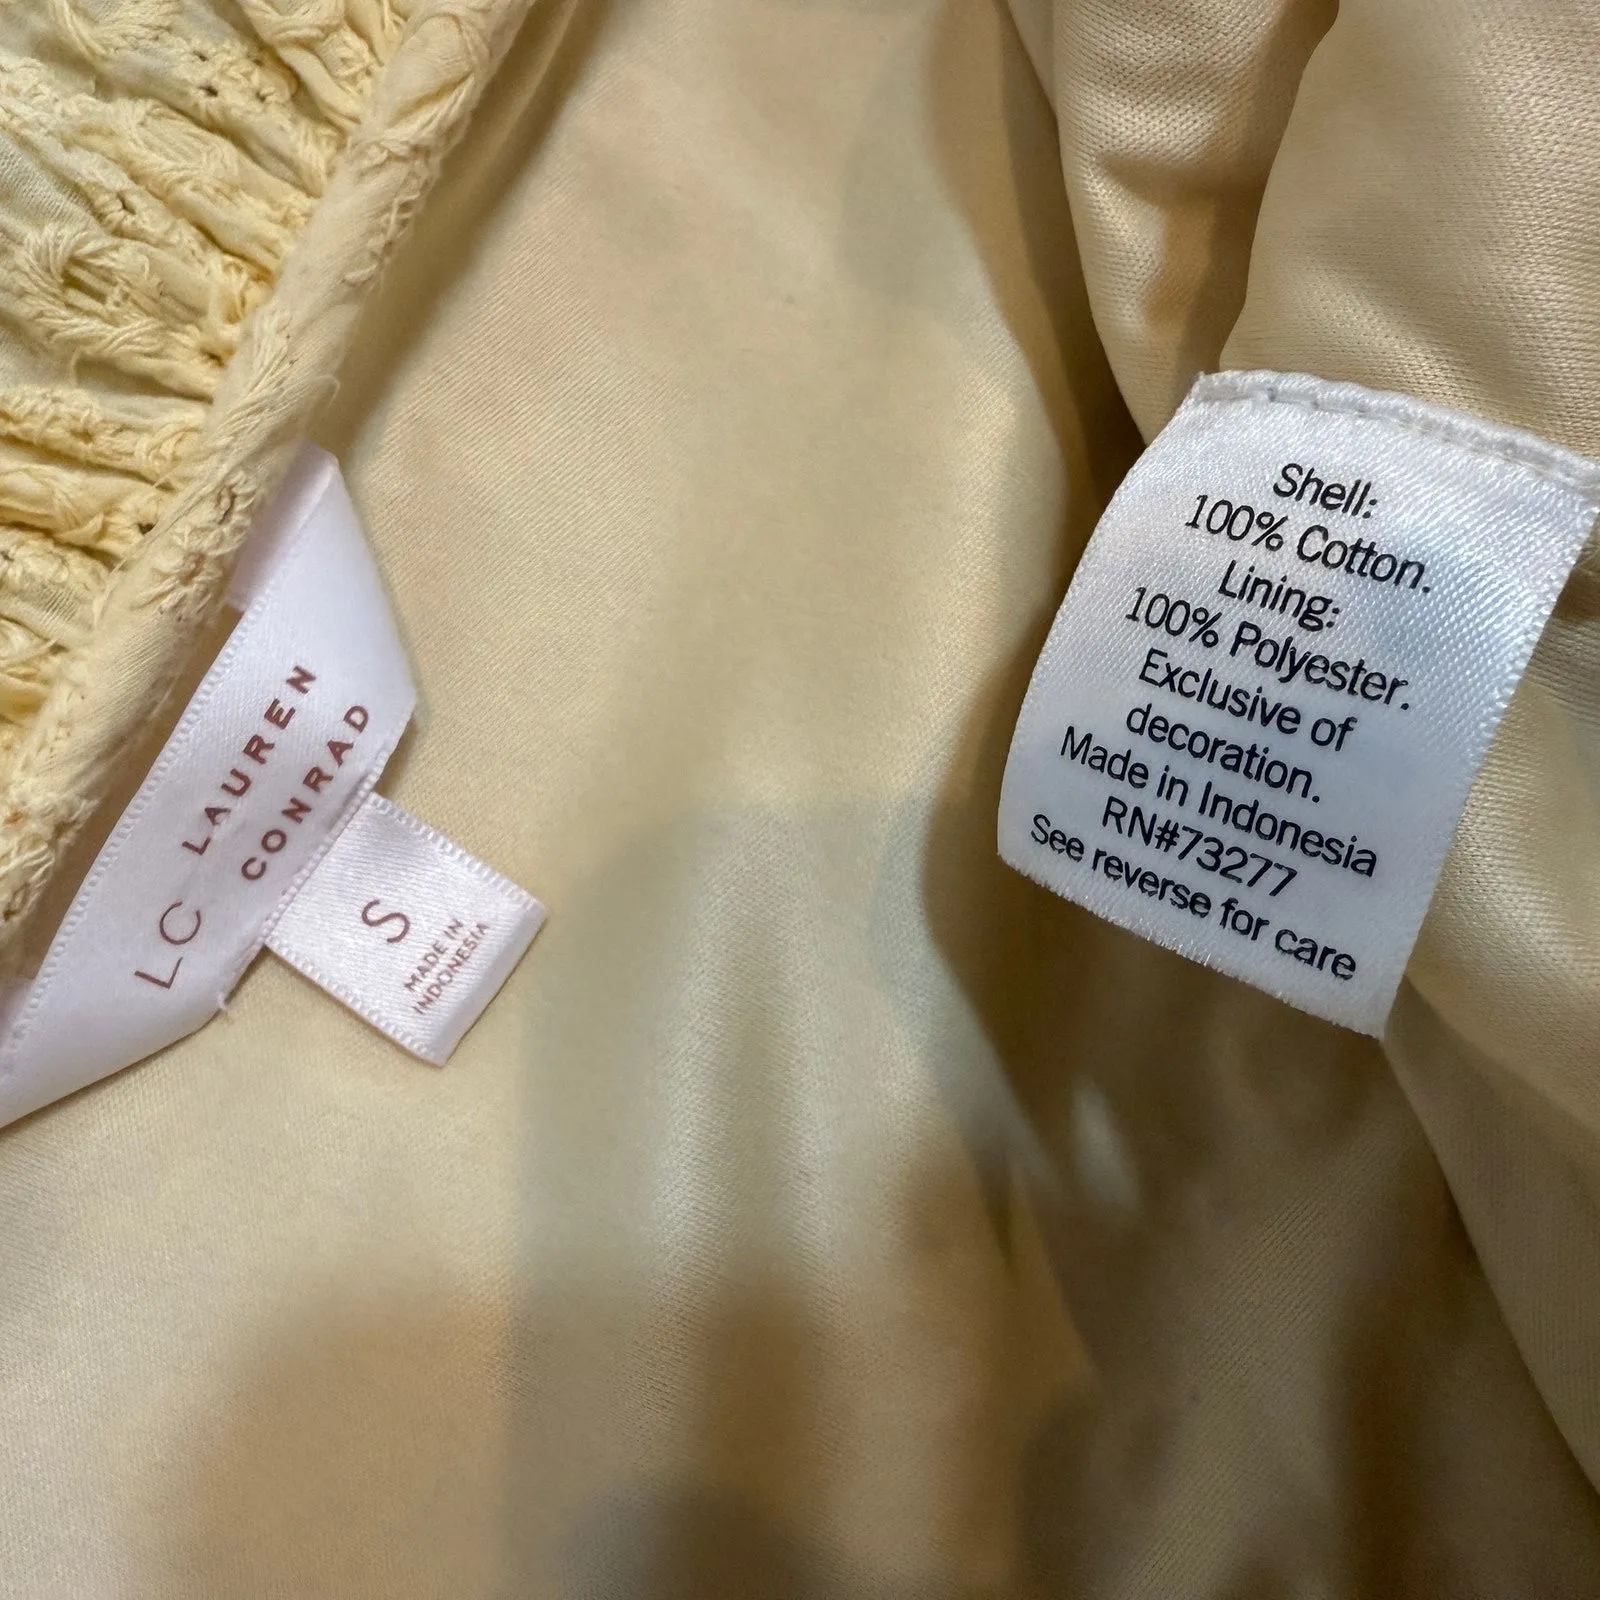 LC LAUREN
CONRAD
S
MADE IN
INDONESIA
Shell:
100% Cotton.
Lining:
100% Polyester.
Exclusive of
decoration.
Made in Indonesia
RN#73277
See reverse for care